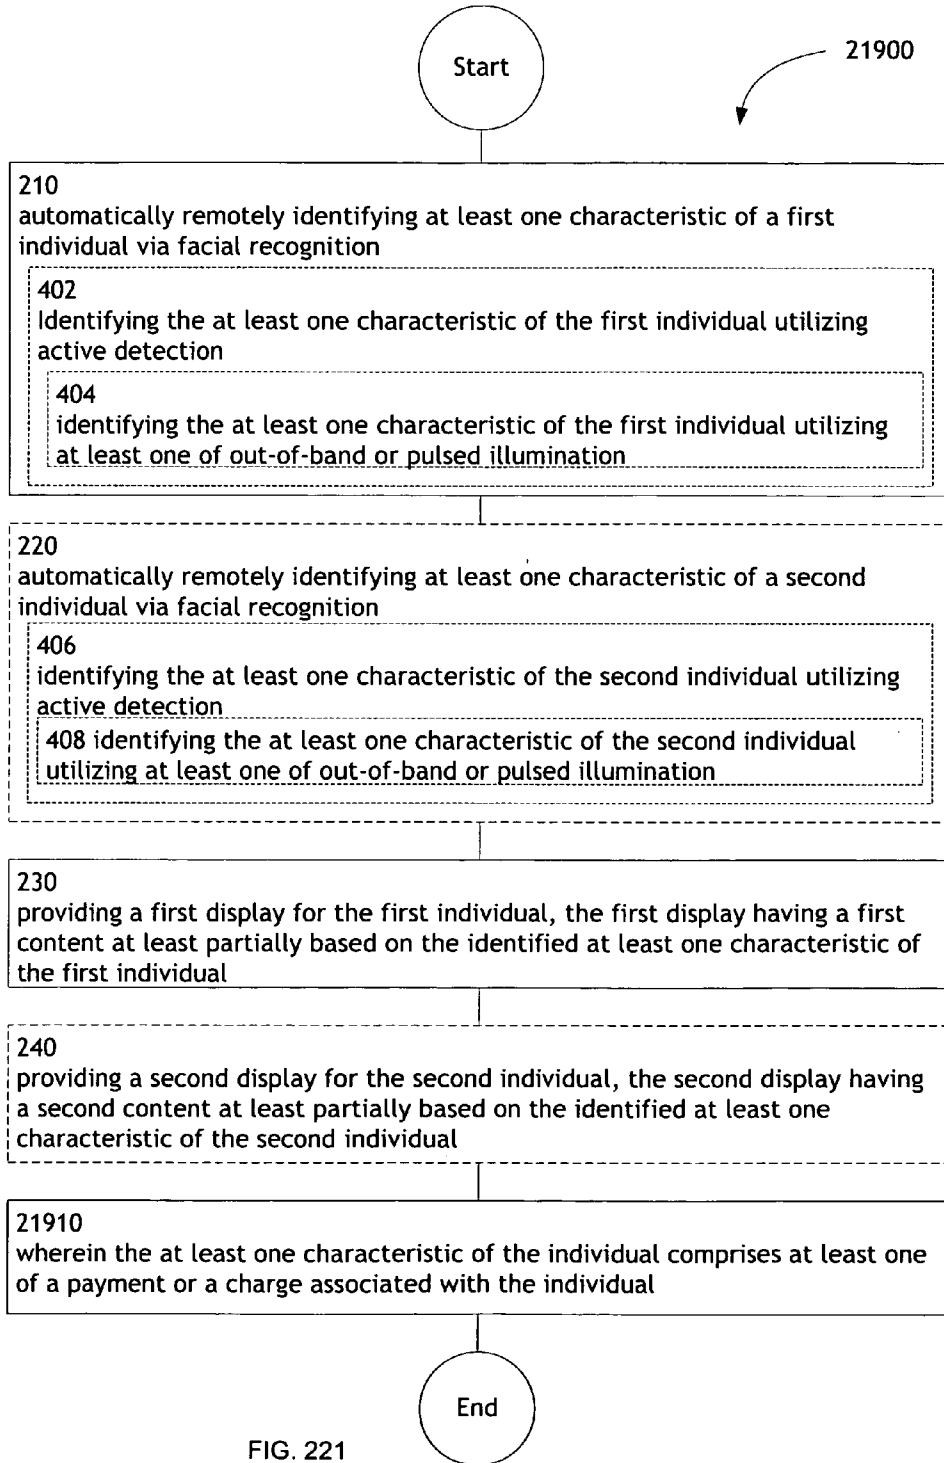 Start
21900
210
automatically remotely identifying at least one characteristic of a first
individual via facial recognition
402
Identifying the at least one characteristic of the first individual utilizing
active detection
404
identifying the at least one characteristic of the first individual utilizing
at least one of out-of-band or pulsed illumination
220
automatically remotely identifying at least one characteristic of a second
individual via facial recognition
406
identifying the at least one characteristic of the second individual utilizing
active detection
408 identifying the at least one characteristic of the second individual
utilizing at least one of out-of-band or pulsed illumination
230
providing a first display for the first individual, the first display having a first
content at least partially based on the identified at least one characteristic of
the first individual
240
providing a second display for the second individual, the second display having
a second content at least partially based on the identified at least one
characteristic of the second individual
21910
wherein the at least one characteristic of the individual comprises at least one
of a payment or a charge associated with the individual
End
FIG. 221